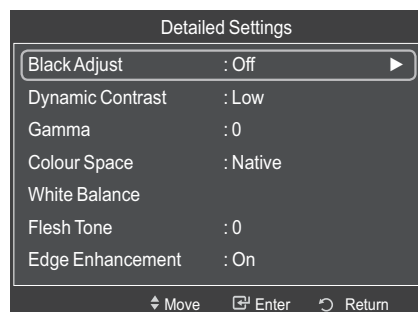 Detailed Settings
Black Adjust : Off ►
Dynamic Contrast : Low
Gamma : 0
Colour Space : Native
White Balance
Flesh Tone : 0
Edge Enhancement : On
Move Enter Return